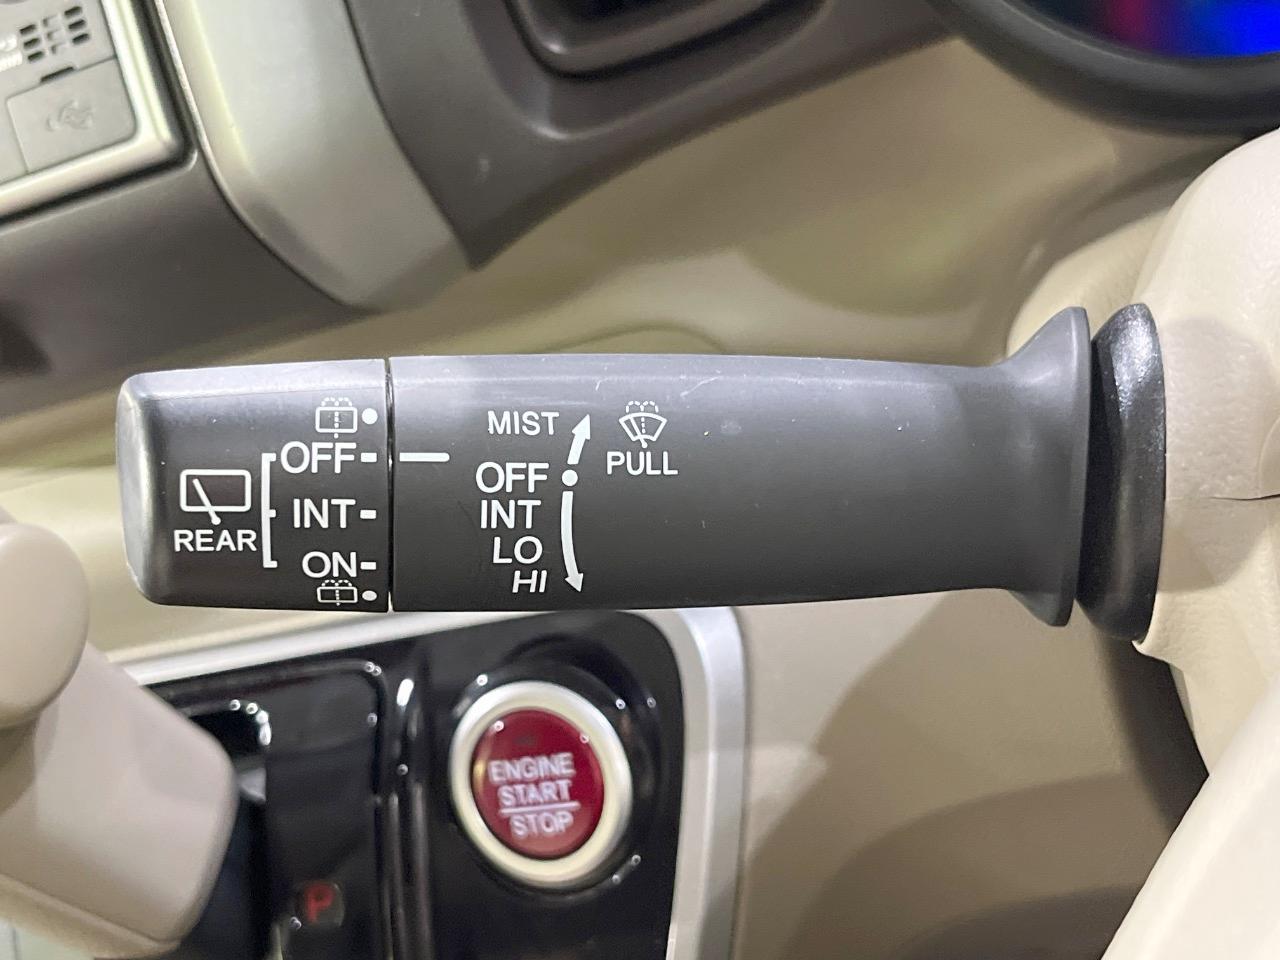 MIST
OFF
INT
LO
HI
PULL
OFF
INT
ON
REAR
ENGINE
START
STOP
P